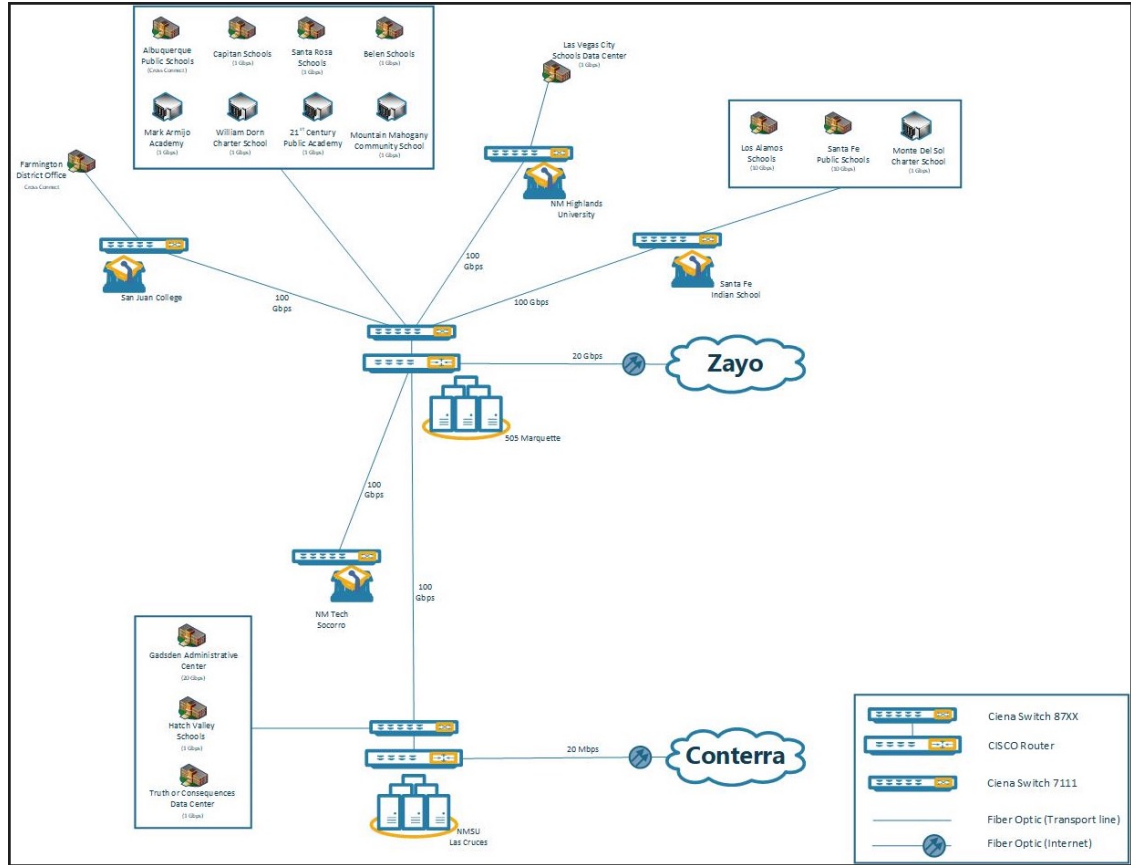 Albuquerque
Public Schools
(Cross Connect)
Capitan Schools
(1 Gbps)
Santa Rosa
Schools
(1 Gbps)
Belen Schools
(1 Gbps)
Mark Armijo
Academy
(1 Gbps)
William Dorn
Charter School
(1 Gbps)
21st Century
Public Academy
(1 Gbps)
Mountain Mahogany
Community School
(1 Gbps)
Las Vegas City
Schools Data Center
(1 Gbps)
Los Alamos
Schools
(10 Gbps)
Santa Fe
Public Schools
(10 Gbps)
Monte Del Sol
Charter School
(1 Gbps)
Farmington
District Office
Cross Connect
NM Highlands
University
San Juan College
Santa Fe
Indian School
100
Gbps
100
Gbps
100 Gbps
20 Gbps
Zayo
505 Marquette
100
Gbps
100
Gbps
NM Tech
Socorro
Gadsden Administrative
Center
(20 Gbps)
Hatch Valley
Schools
(1 Gbps)
Truth or Consequences
Data Center
(1 Gbps)
20 Mbps
Conterra
NMSU
Las Cruces
Ciena Switch 87XX
CISCO Router
Ciena Switch 7111
Fiber Optic (Transport line)
Fiber Optic (Internet)